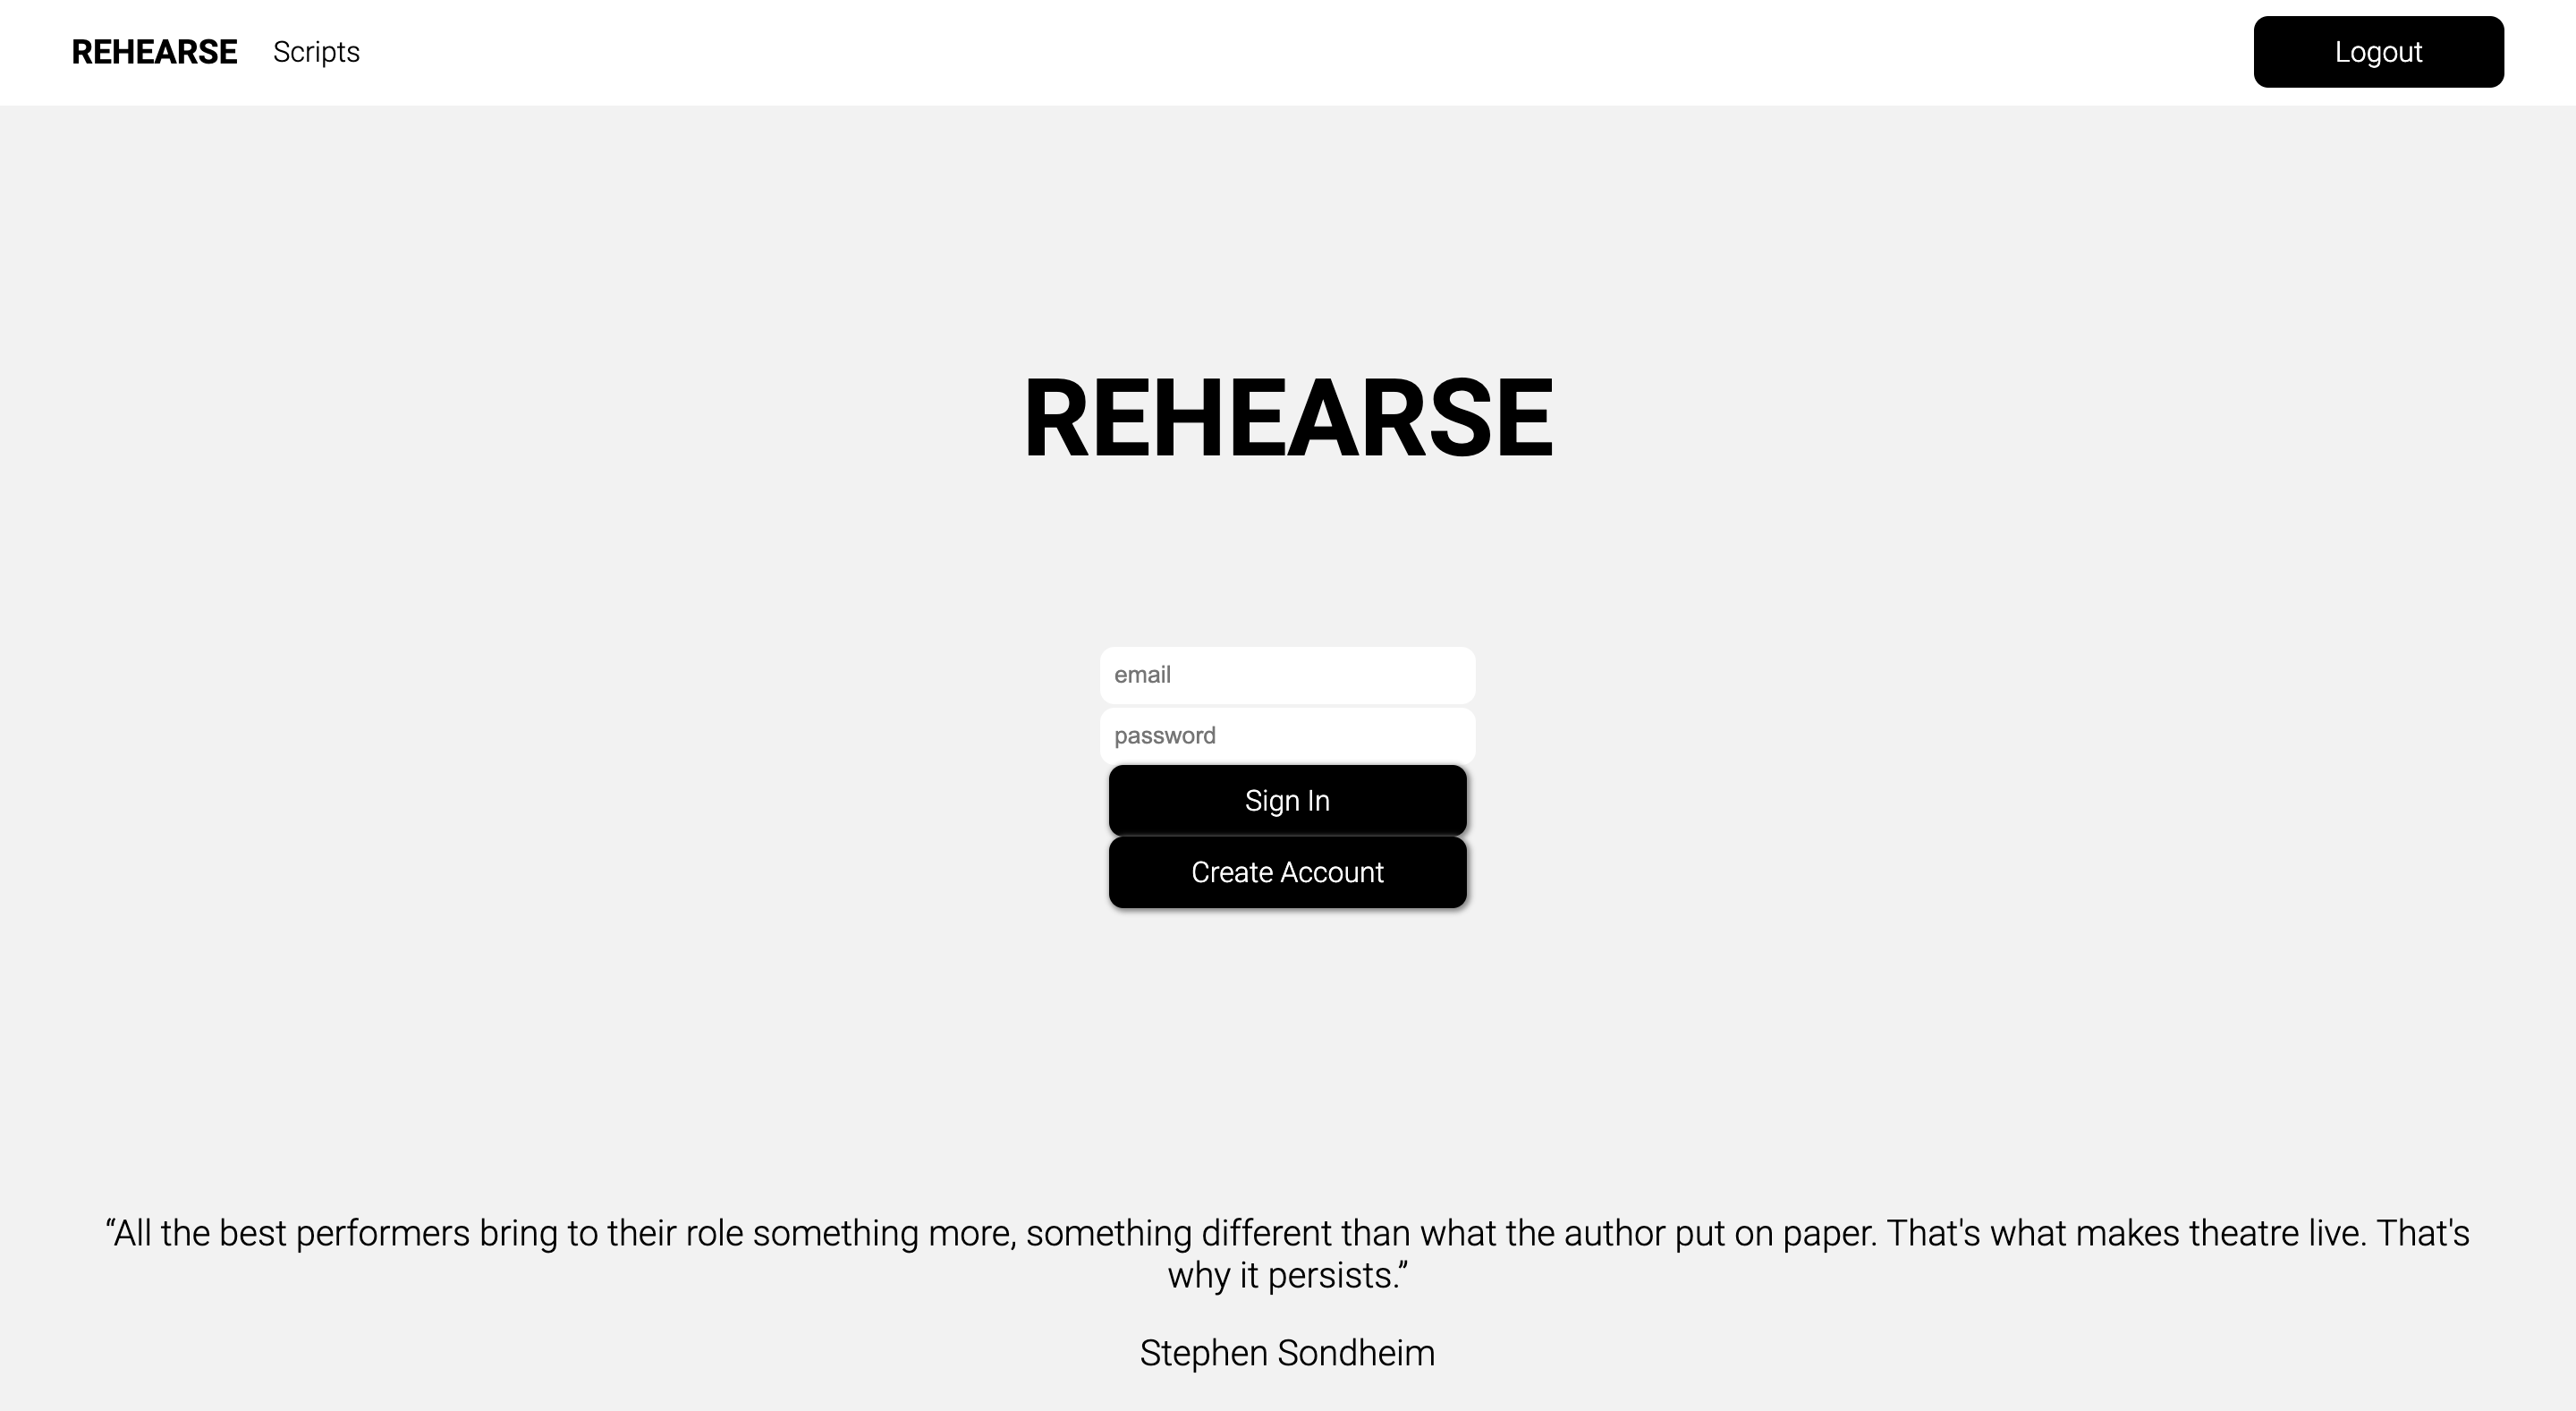 REHEARSE Scripts Logout
REHEARSE
email
password
Sign In
Create Account
“All the best performers bring to their role something more, something different than what the author put on paper. That's what makes theatre live. That's
why it persists.”
Stephen Sondheim